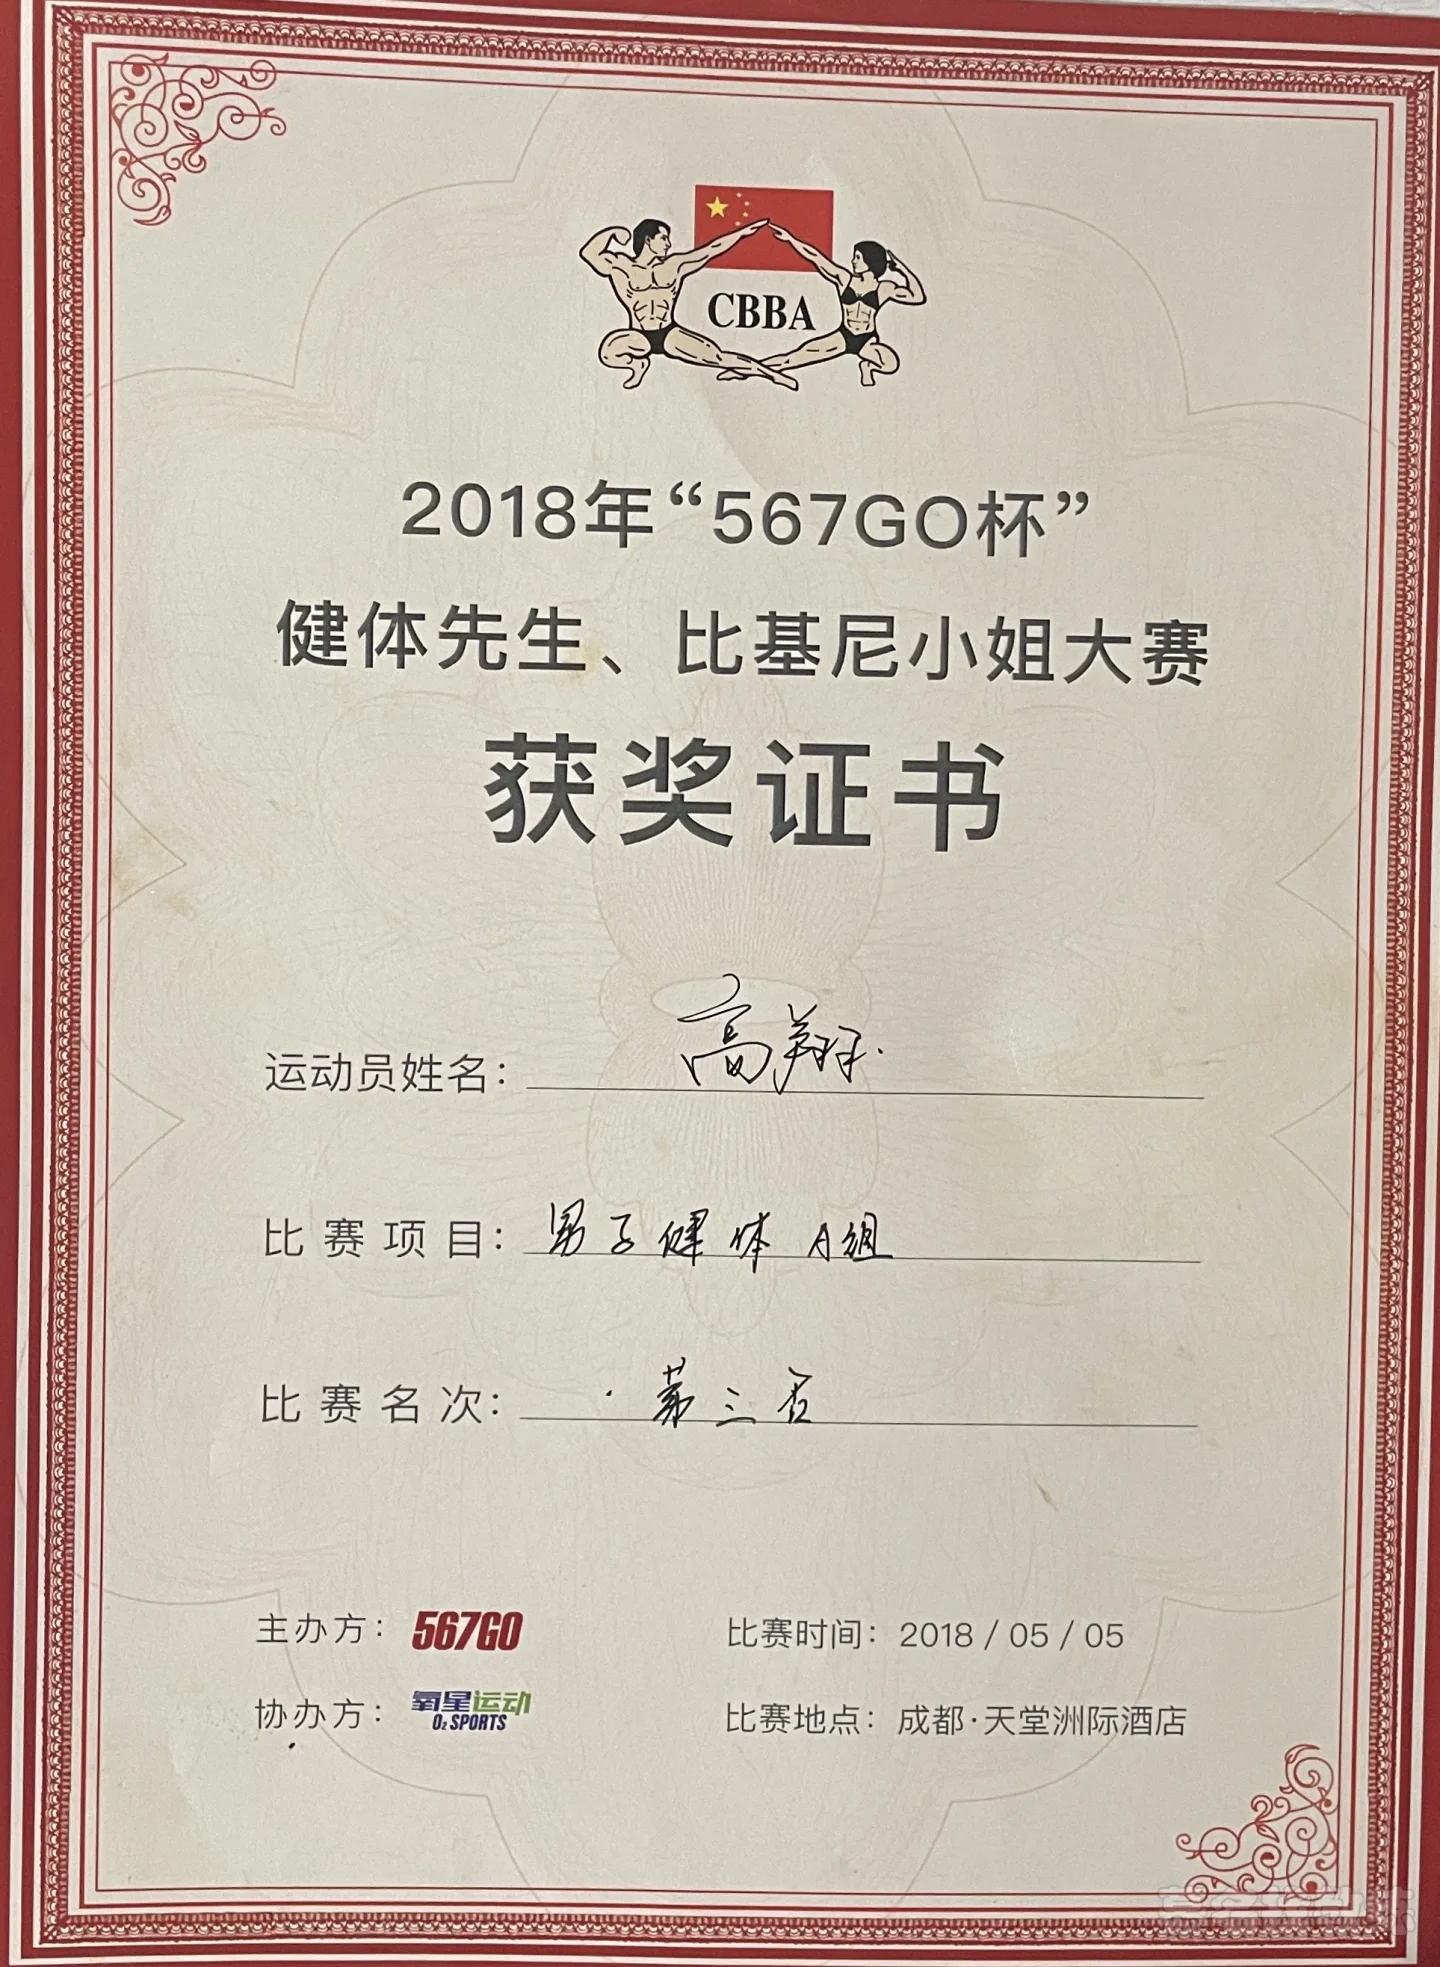 CBBA
2018年“567GO杯”
健体先生、比基尼小姐大赛
获奖证书
运动员姓名： 高翔
比赛项目： 男子健体 A组
比赛名次： 第三名
主办方： 567GO
比赛时间： 2018 / 05 / 05
协办方： 氧星运动
O₂ SPORTS
比赛地点： 成都·天堂洲际酒店